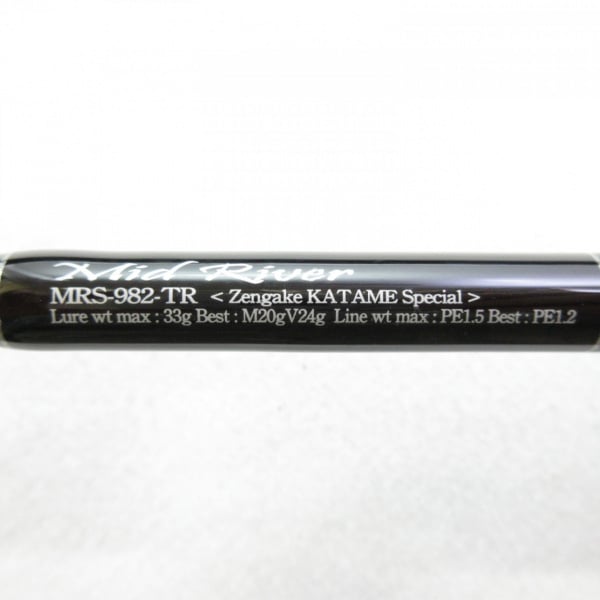 Mid River
MRS-982-TR < Zengake KATAME Special >
Lure wt max : 33g Best : M20gV24g Line wt max : PE1.5 Best : PE1.2